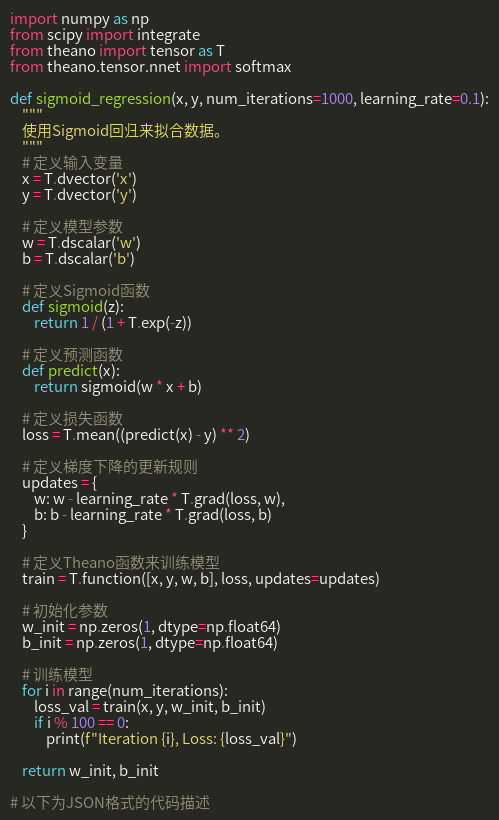 import numpy as np
from scipy import integrate
from theano import tensor as T
from theano.tensor.nnet import softmax
def sigmoid_regression(x, y, num_iterations=1000, learning_rate=0.1):
"""
使用Sigmoid回归来拟合数据。
"""
# 定义输入变量
x = T.dvector('x')
y = T.dvector('y')
# 定义模型参数
w = T.dscalar('w')
b = T.dscalar('b')
# 定义Sigmoid函数
def sigmoid(z):
return 1 / (1 + T.exp(-z))
# 定义预测函数
def predict(x):
return sigmoid(w * x + b)
# 定义损失函数
loss = T.mean((predict(x) - y) ** 2)
# 定义梯度下降的更新规则
updates = {
w: w - learning_rate * T.grad(loss, w),
b: b - learning_rate * T.grad(loss, b)
}
# 定义Theano函数来训练模型
train = T.function([x, y, w, b], loss, updates=updates)
# 初始化参数
w_init = np.zeros(1, dtype=np.float64)
b_init = np.zeros(1, dtype=np.float64)
# 训练模型
for i in range(num_iterations):
loss_val = train(x, y, w_init, b_init)
if i % 100 == 0:
print(f"Iteration {i}, Loss: {loss_val}")
return w_init, b_init
# 以下为JSON格式的代码描述